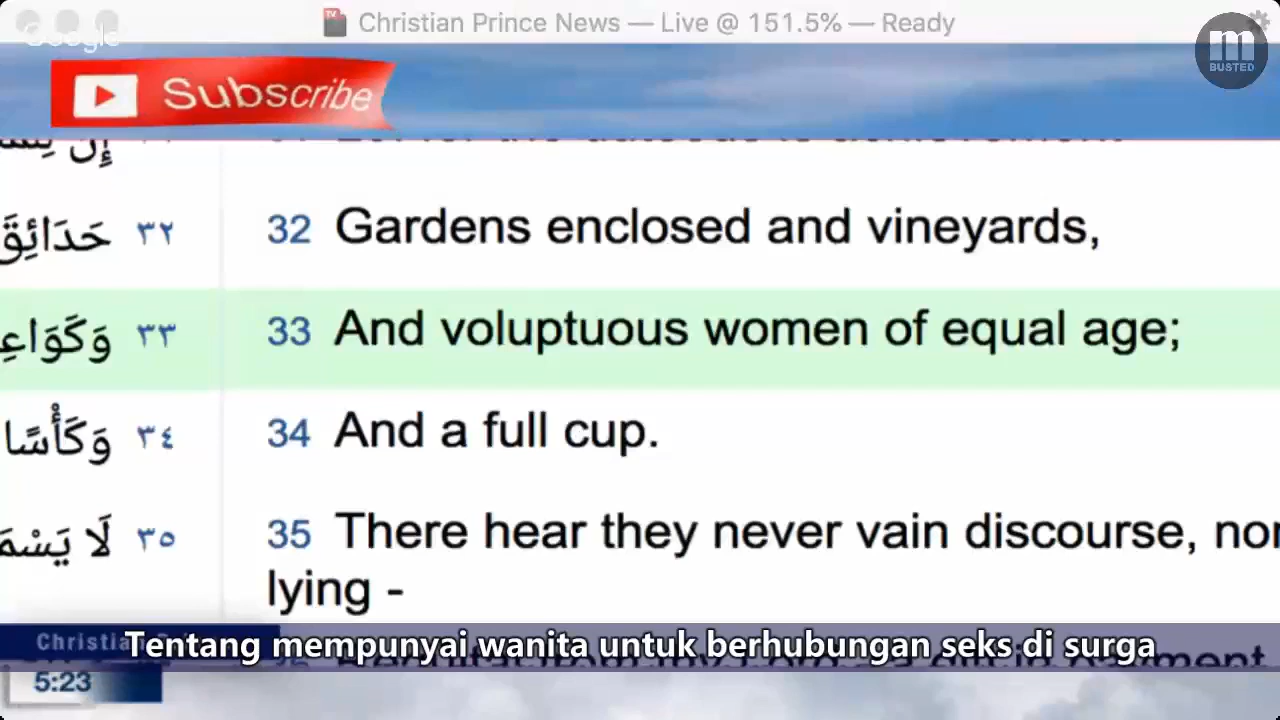 Christian Prince News — Live @ 151.5% — Ready
Google
m
BUSTED
Subscribe
٣٢ حَدَائِقَ
32 Gardens enclosed and vineyards,
٣٣
33 And voluptuous women of equal age;
٣٤ وَكَأْسًا
34 And a full cup.
٣٥ لَا
35 There hear they never vain discourse, nor
lying -
Christian
Tentang mempunyai wanita untuk berhubungan seks di surga
5:23